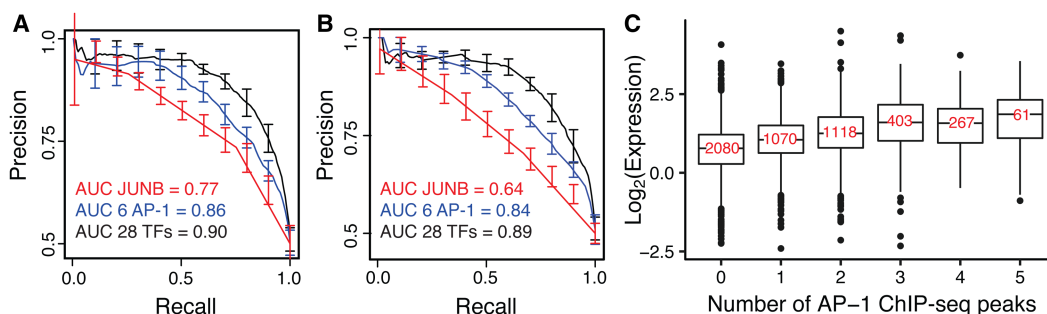 A
Precision
1.0
0.75
0.5
AUC JUNB = 0.77
AUC 6 AP-1 = 0.86
AUC 28 TFs = 0.90
0.0 0.5 1.0
Recall
B
Precision
1.0
0.75
0.5
AUC JUNB = 0.64
AUC 6 AP-1 = 0.84
AUC 28 TFs = 0.89
0.0 0.5 1.0
Recall
C
Log2(Expression)
2.5
0.0
−2.5
2080 1070 1118 403 267 61
0 1 2 3 4 5
Number of AP−1 ChIP-seq peaks